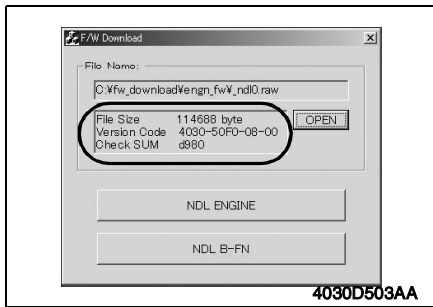 F/W Download
File Name:
C:¥fw_download¥engn_fw¥_ndl0.raw
File Size 114688 byte
Version Code 4030-50F0-08-00
Check SUM d980
OPEN
NDL ENGINE
NDL B-FN
4030D503AA